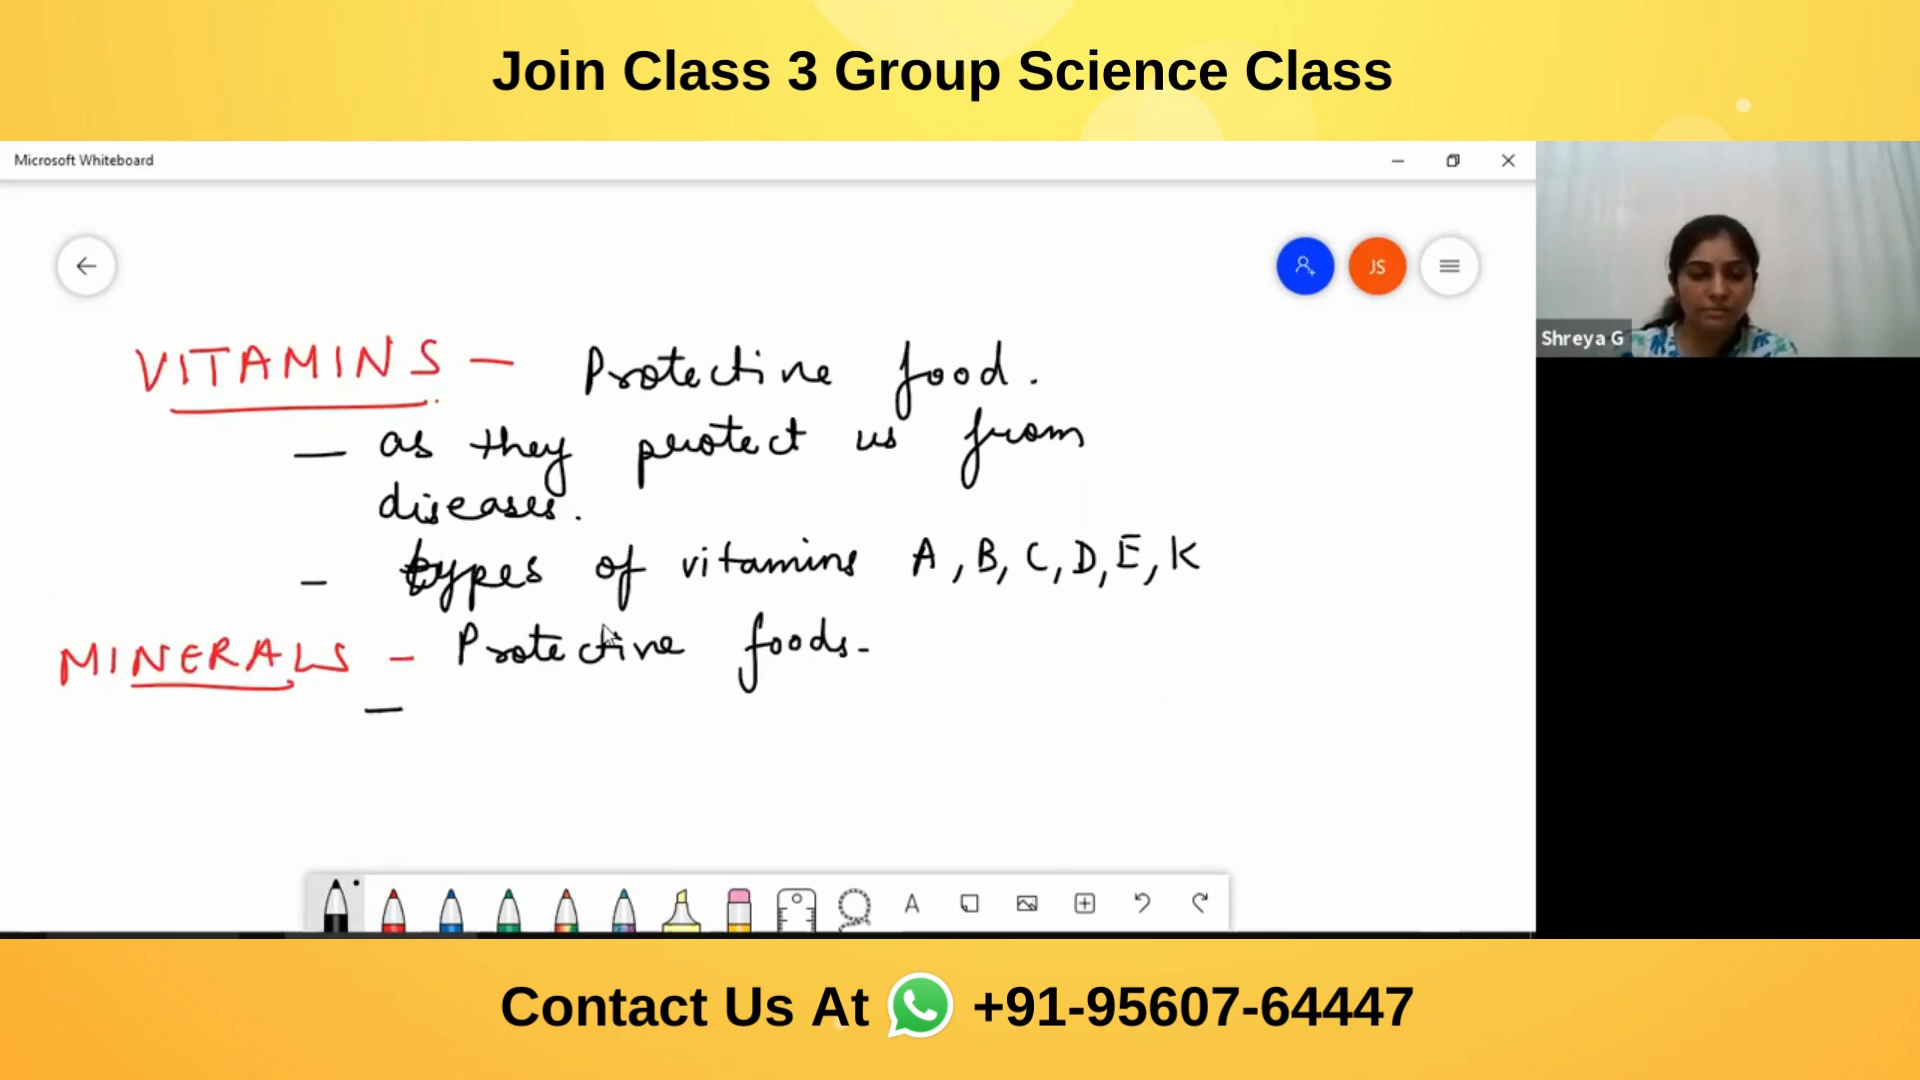 Join Class 3 Group Science Class
Microsoft Whiteboard
JS
Shreya G
VITAMINS — Protective food.
— as they protect us from
diseases.
- types of vitamins A, B, C, D, E, K
MINERALS - Protective foods.
—
A
Contact Us At +91-95607-64447